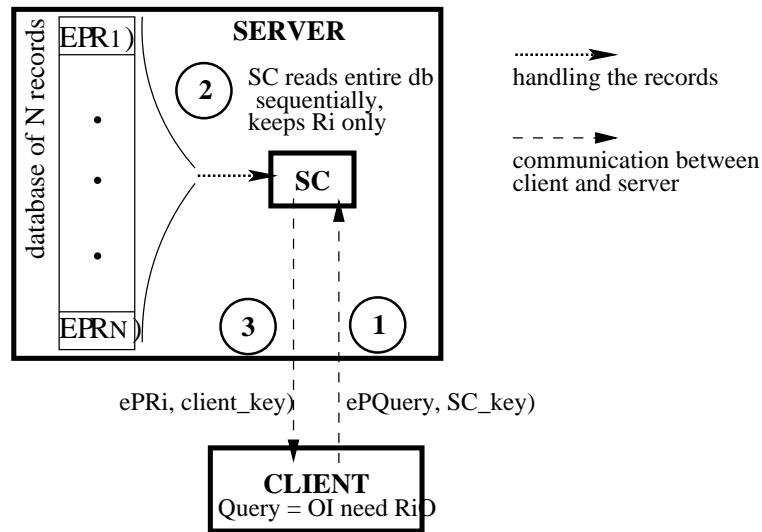 database of N records
EPR1)
EPRN)
SERVER
2
SC reads entire db
sequentially,
keeps Ri only
SC
3
1
ePRi, client_key)
ePQuery, SC_key)
CLIENT
Query = OI need RiO
handling the records
communication between
client and server